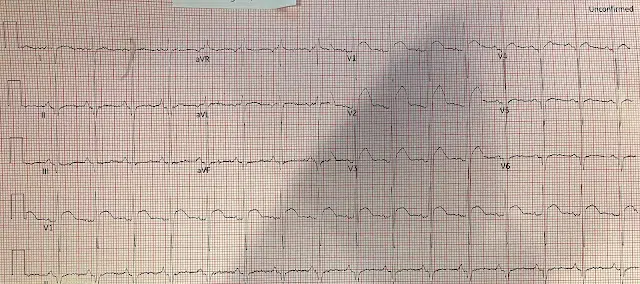 Unconfirmed
I aVR V1 V4
II aVL V2 V5
III aVF V3 V6
V1
II